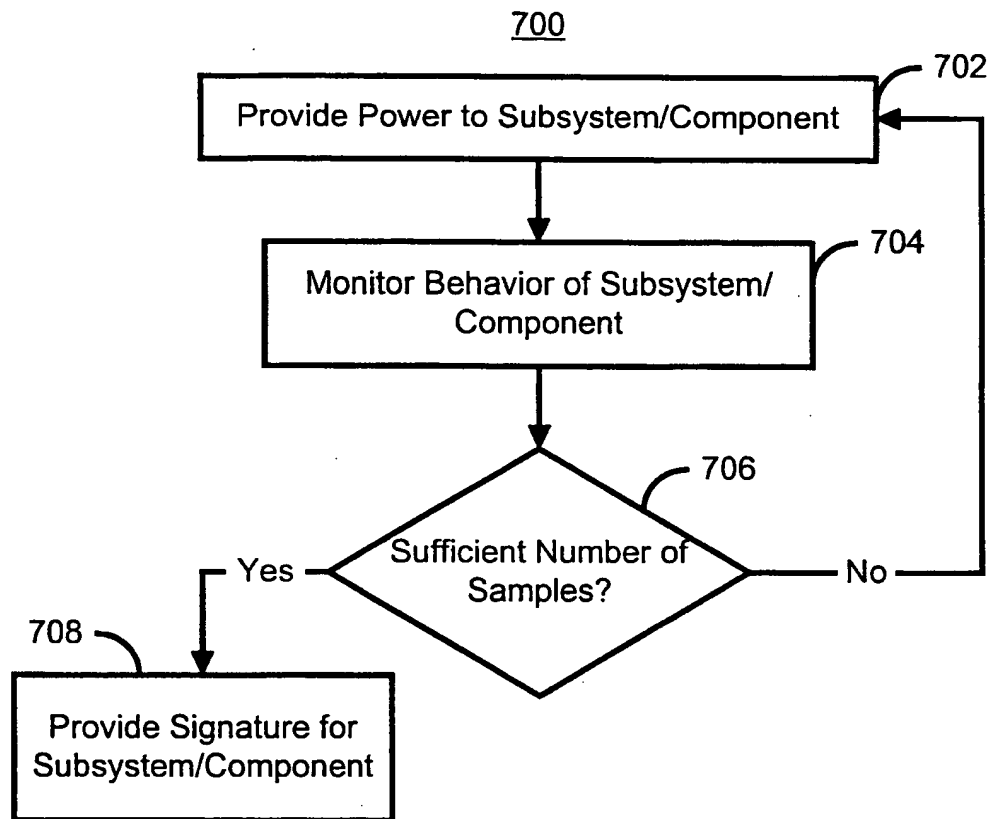 700
702
Provide Power to Subsystem/Component
704
Monitor Behavior of Subsystem/
Component
706
Sufficient Number of
Samples?
Yes
No
708
Provide Signature for
Subsystem/Component